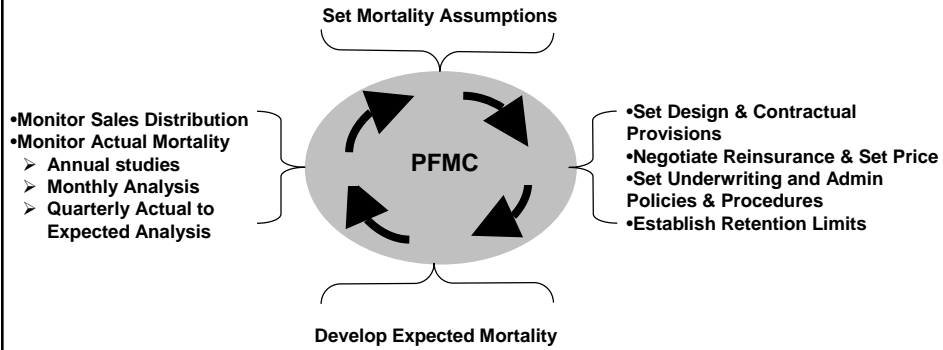 Set Mortality Assumptions
•Monitor Sales Distribution
•Monitor Actual Mortality
➢ Annual studies
➢ Monthly Analysis
➢ Quarterly Actual to
Expected Analysis
PFMC
•Set Design & Contractual
Provisions
•Negotiate Reinsurance & Set Price
•Set Underwriting and Admin
Policies & Procedures
•Establish Retention Limits
Develop Expected Mortality